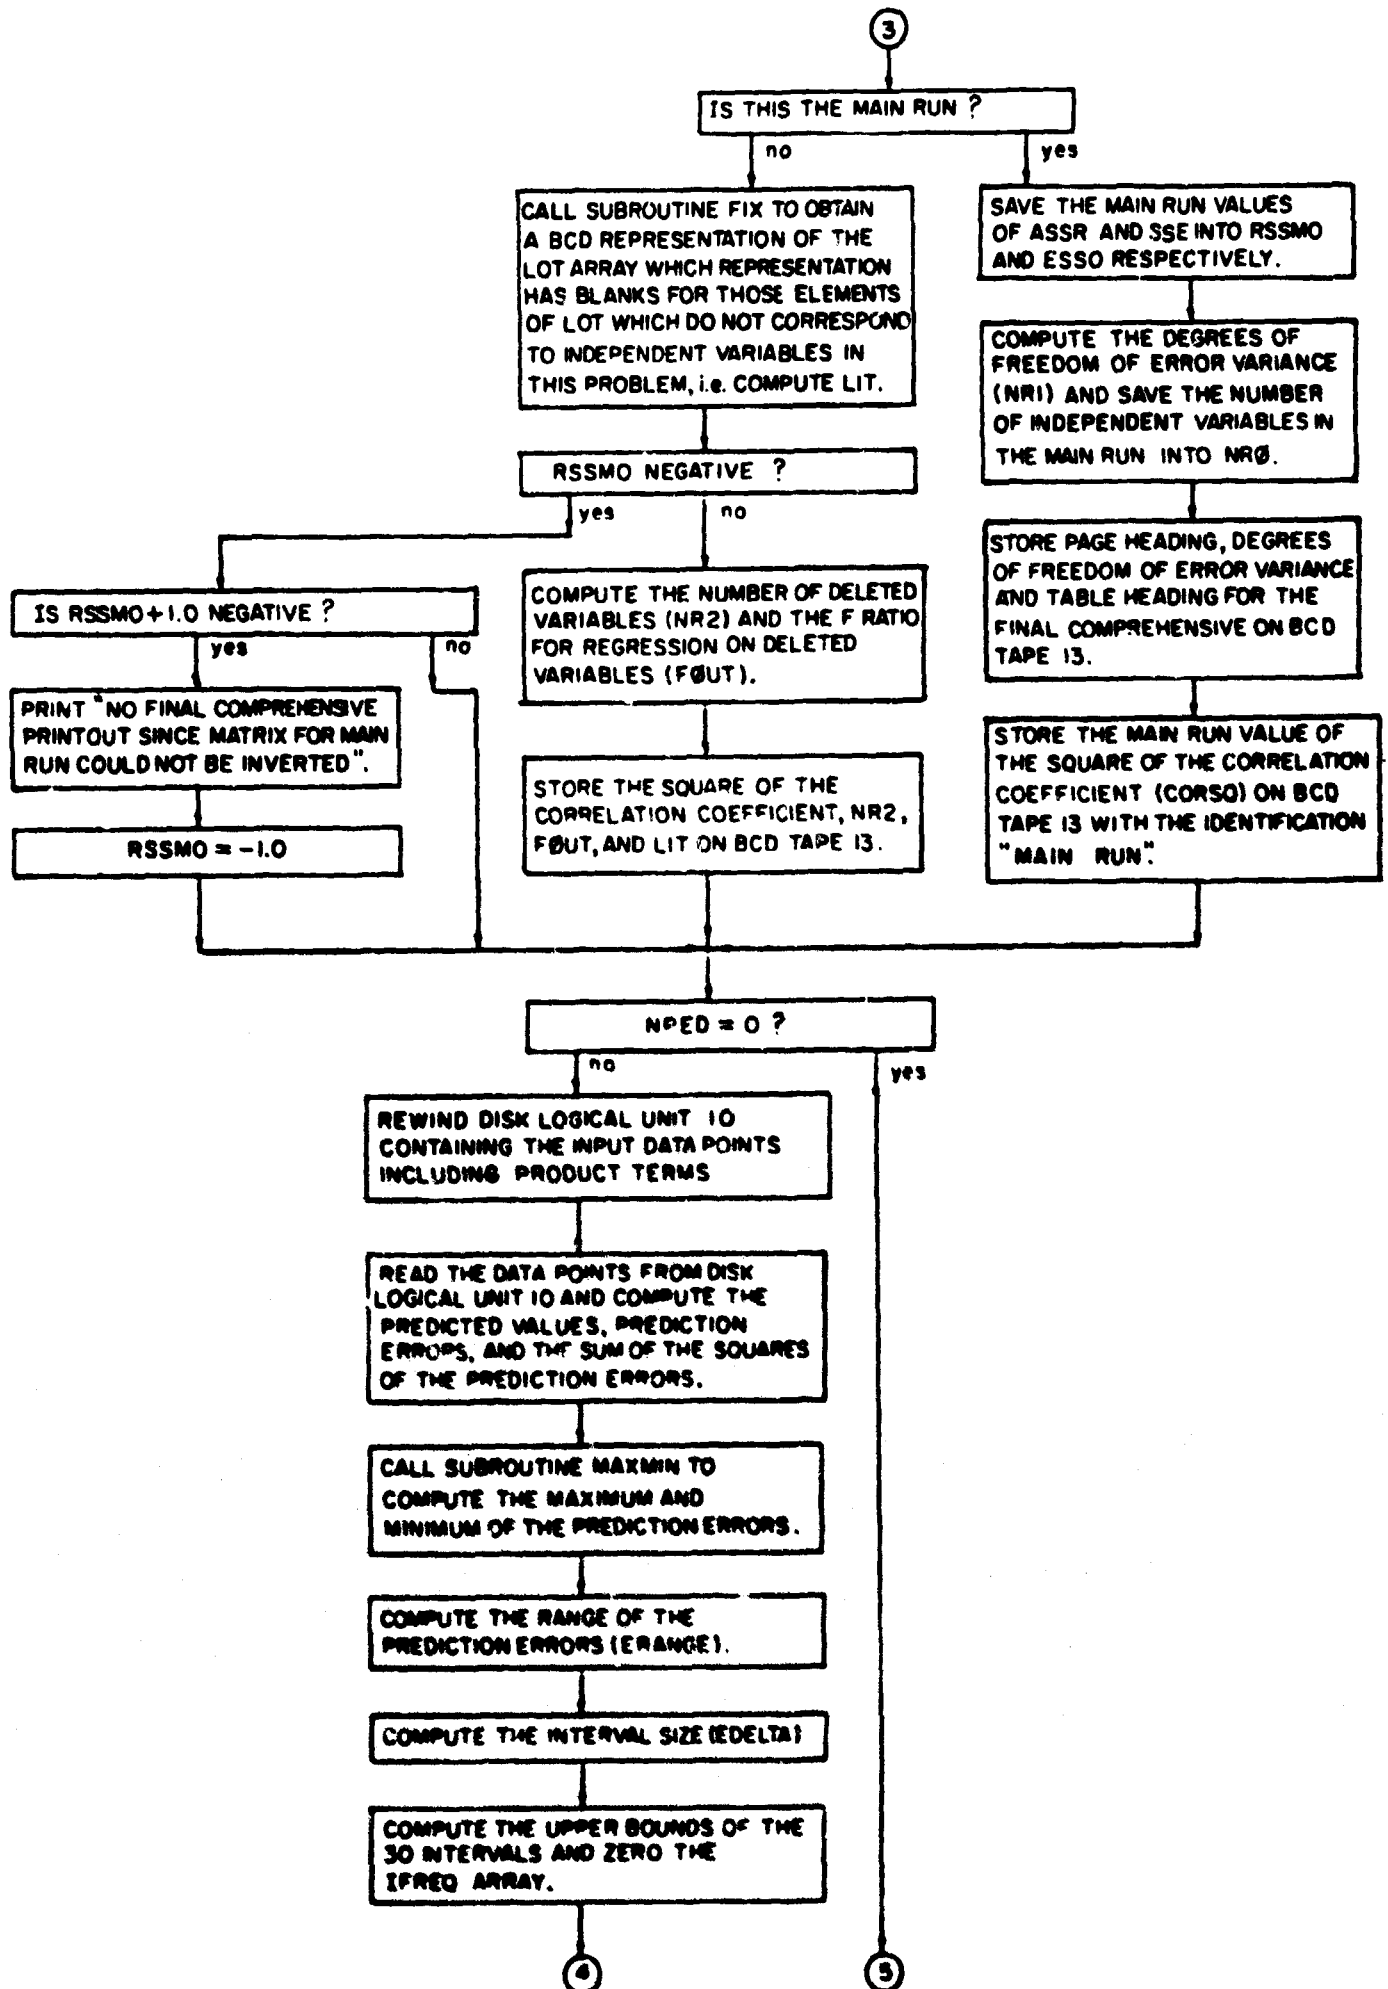 3
IS THIS THE MAIN RUN ?
no
yes
CALL SUBROUTINE FIX TO OBTAIN
A BCD REPRESENTATION OF THE
LOT ARRAY WHICH REPRESENTATION
HAS BLANKS FOR THOSE ELEMENTS
OF LOT WHICH DO NOT CORRESPOND
TO INDEPENDENT VARIABLES IN
THIS PROBLEM, i.e. COMPUTE LIT.
SAVE THE MAIN RUN VALUES
OF ASSR AND SSE INTO RSSMO
AND ESSO RESPECTIVELY.
COMPUTE THE DEGREES OF
FREEDOM OF ERROR VARIANCE
(NR1) AND SAVE THE NUMBER
OF INDEPENDENT VARIABLES IN
THE MAIN RUN INTO NRØ.
RSSMO NEGATIVE ?
yes
no
STORE PAGE HEADING, DEGREES
OF FREEDOM OF ERROR VARIANCE
AND TABLE HEADING FOR THE
FINAL COMPREHENSIVE ON BCD
TAPE 13.
IS RSSMO+1.0 NEGATIVE ?
yes
no
COMPUTE THE NUMBER OF DELETED
VARIABLES (NR2) AND THE F RATIO
FOR REGRESSION ON DELETED
VARIABLES (FØUT).
PRINT "NO FINAL COMPREHENSIVE
PRINTOUT SINCE MATRIX FOR MAIN
RUN COULD NOT BE INVERTED".
STORE THE MAIN RUN VALUE OF
THE SQUARE OF THE CORRELATION
COEFFICIENT (CORSQ) ON BCD
TAPE 13 WITH THE IDENTIFICATION
"MAIN RUN".
STORE THE SQUARE OF THE
CORRELATION COEFFICIENT, NR2,
FØUT, AND LIT ON BCD TAPE 13.
RSSMO = -1.0
NPED = 0 ?
no
yes
REWIND DISK LOGICAL UNIT 10
CONTAINING THE INPUT DATA POINTS
INCLUDING PRODUCT TERMS
READ THE DATA POINTS FROM DISK
LOGICAL UNIT 10 AND COMPUTE THE
PREDICTED VALUES, PREDICTION
ERRORS, AND THE SUM OF THE SQUARES
OF THE PREDICTION ERRORS.
CALL SUBROUTINE MAXMIN TO
COMPUTE THE MAXIMUM AND
MINIMUM OF THE PREDICTION ERRORS.
COMPUTE THE RANGE OF THE
PREDICTION ERRORS (ERANGE).
COMPUTE THE INTERVAL SIZE (EDELTA)
COMPUTE THE UPPER BOUNDS OF THE
30 INTERVALS AND ZERO THE
IFREQ ARRAY.
4
5